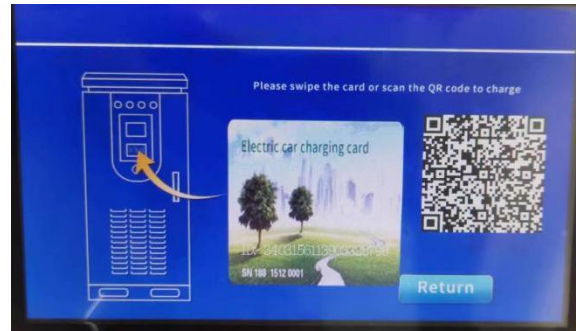 Please swipe the card or scan the QR code to charge
Electric car charging card
SN 188 1512 0001
Return